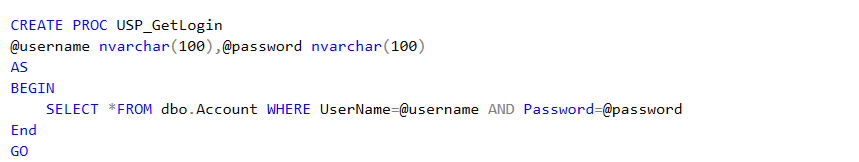 CREATE PROC USP_GetLogin
@username nvarchar(100),@password nvarchar(100)
AS
BEGIN
    SELECT *FROM dbo.Account WHERE UserName=@username AND Password=@password
End
GO